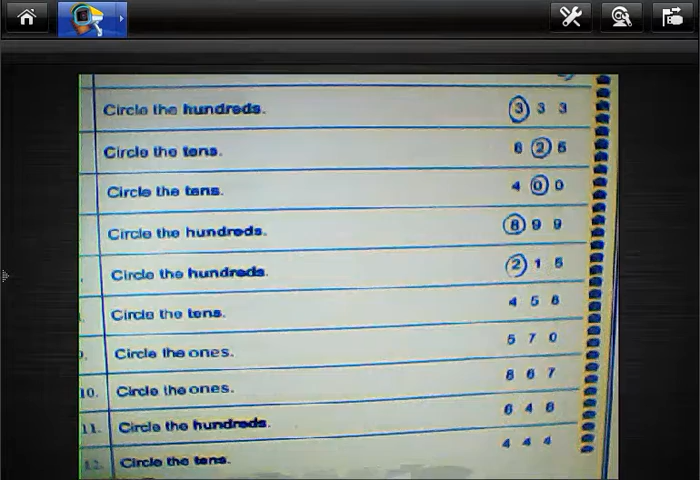 Circle the hundreds. 3 3 3
Circle the tens. 6 2 5
Circle the tens. 4 0 0
Circle the hundreds. 8 9 9
Circle the hundreds. 2 1 5
Circle the tens. 4 5 6
Circle the ones. 5 7 0
10. Circle the ones. 8 6 7
11. Circle the hundreds. 6 4 8
12. Circle the tens. 4 4 4